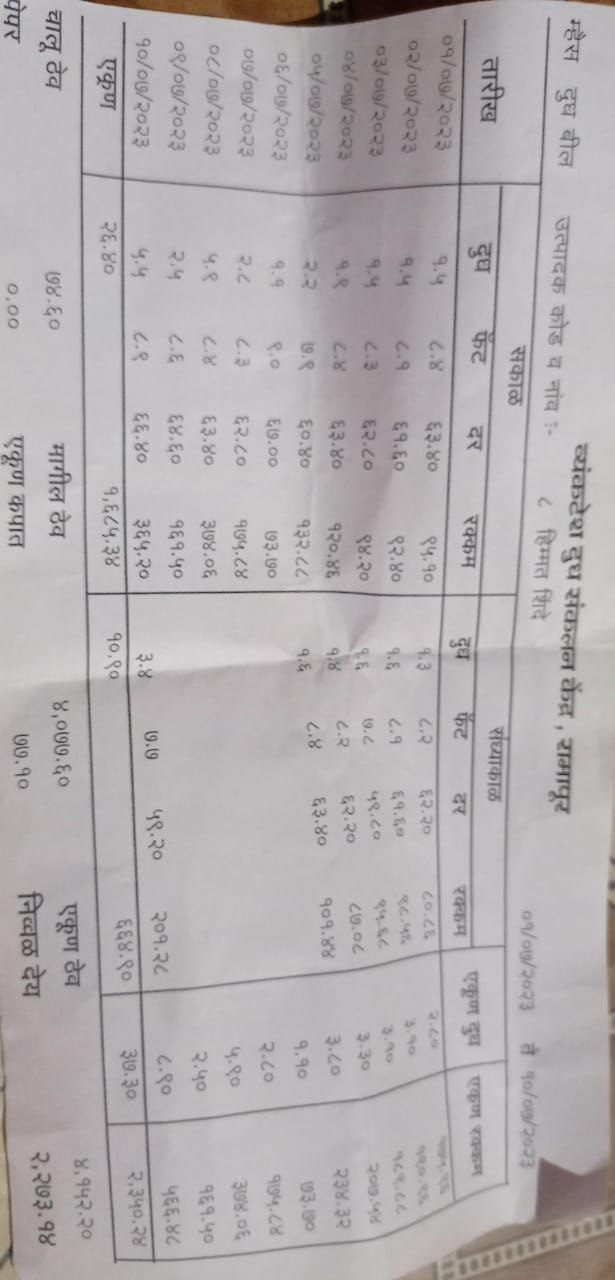 व्यंकटेश दुध संकलन केंद्र, रामापूर
म्हैस दुध बील उत्पादक कोड व नांव :- ८ हिम्मत शिंदे ०१/०७/२०२३ ते १०/०७/२०२३
सकाळ संध्याकाळ
तारीख दुध फॅट दर रक्कम दुध फॅट दर रक्कम एकूण दुध एकूण रक्कम
०१/०७/२०२३ १.५ ८.४ ६३.४० ९५.१० १.३ ८.२ ६२.२० ८०.८६ २.८० १७५.९६
०२/०७/२०२३ १.५ ८.१ ६१.६० ९२.४० १.६ ८.१ ६१.६० ९८.५६ ३.१० १९०.९६
०३/०७/२०२३ १.५ ८.३ ६२.८० ९४.२० १.६ ७.८ ५९.८० ९५.६८ ३.१० १८९.८८
०४/०७/२०२३ १.९ ८.४ ६३.४० १२०.४६ १.४ ८.२ ६२.२० ८७.०८ ३.३० २०७.५४
०५/०७/२०२३ २.२ ७.९ ६०.४० १३२.८८ १.६ ८.४ ६३.४० १०१.४४ ३.८० २३४.३२
०६/०७/२०२३ १.१ ९.० ६७.०० ७३.७० १.१० ७३.७०
०७/०७/२०२३ २.८ ८.३ ६२.८० १७५.८४ २.८० १७५.८४
०८/०७/२०२३ ५.९ ८.४ ६३.४० ३७४.०६ ५.९० ३७४.०६
०९/०७/२०२३ २.५ ८.६ ६४.६० १६१.५० २.५० १६१.५०
१०/०७/२०२३ ५.५ ८.९ ६६.४० ३६५.२० ३.४ ७.७ ५९.२० २०१.२८ ८.९० ५६६.४८
एकूण २६.४० १,६८५.३४ १०.९० ६६४.९० ३७.३० २,३५०.२४
चालू ठेव ७४.६० मागील ठेव ४,०७७.६० एकूण ठेव ४,१५२.२०
पेपर ०.०० एकूण कपात ७७.१० निव्वळ देय २,२७३.१४